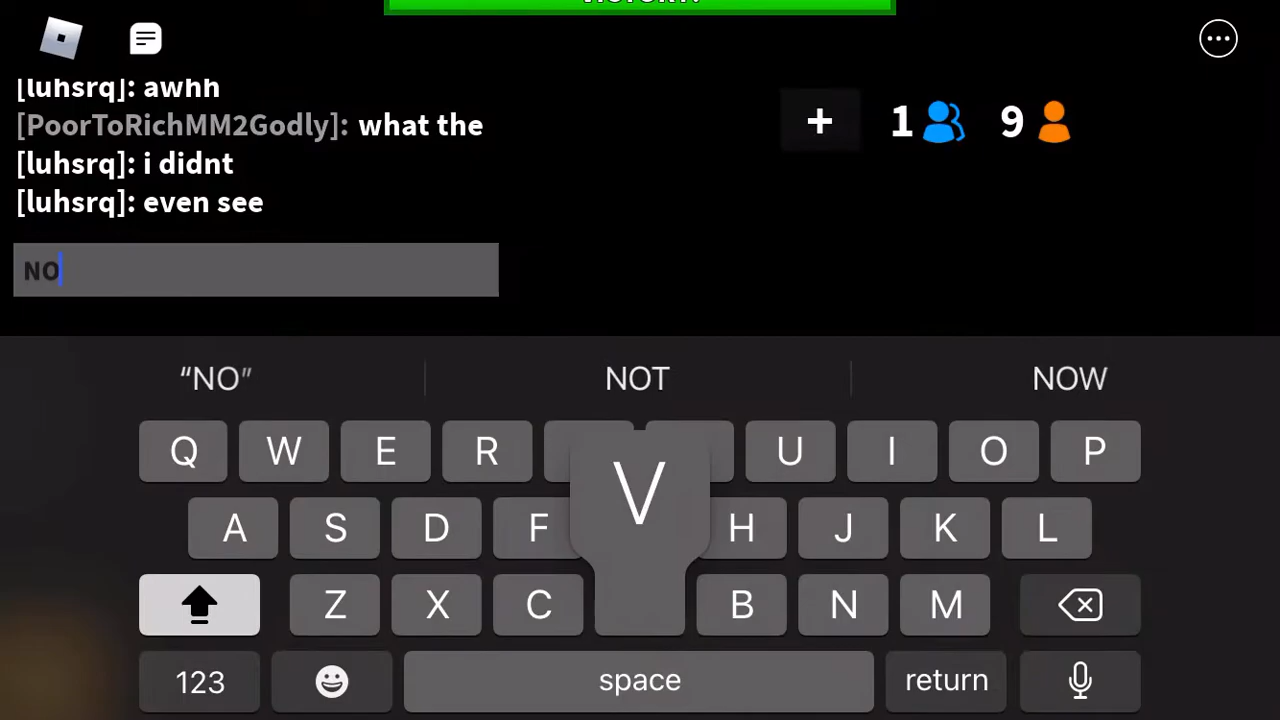 [luhsrq]: awhh
[PoorToRichMM2Godly]: what the
1 9
[luhsrq]: i didnt
[luhsrq]: even see
NO
“NO” NOT NOW
Q W E R U I O P
A S D F V H J K L
Z X C B N M
123 space return